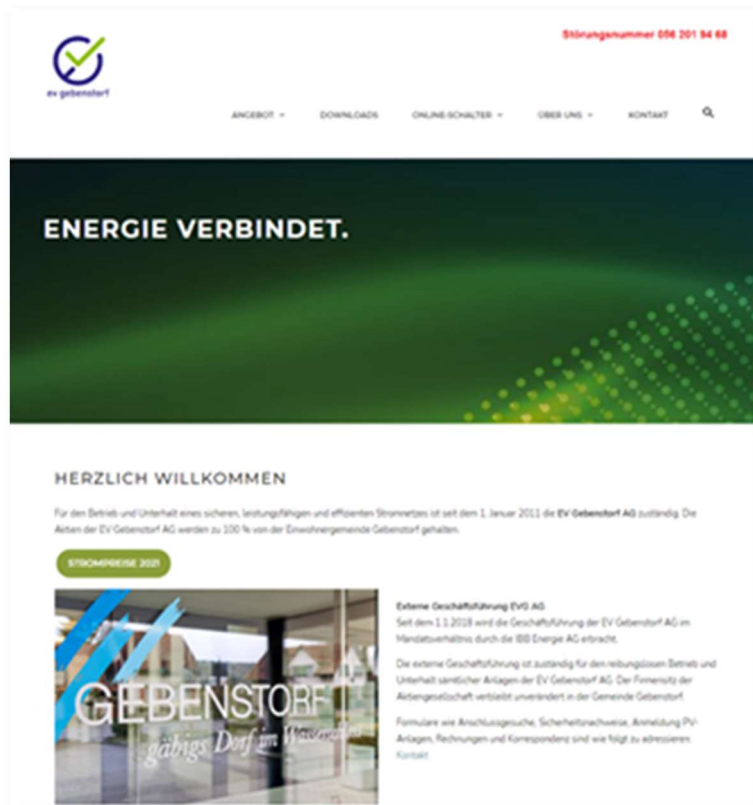 Störungsnummer 056 201 94 68
ev gebenstorf
ANGEBOT
DOWNLOADS
ONLINE-SCHALTER
ÜBER UNS
KONTAKT
ENERGIE VERBINDET.
HERZLICH WILLKOMMEN
Für den Betrieb und Unterhalt eines sicheren, leistungsfähigen und effizienten Stromnetzes ist seit dem 1. Januar 2011 die EV Gebenstorf AG zuständig. Die
Aktien der EV Gebenstorf AG werden zu 100 % von der Einwohnergemeinde Gebenstorf gehalten.
STROMPREISE 2021
GEBENSTORF
gäbigs Dorf im Wasserschloss
Externe Geschäftsführung EVG AG
Seit dem 1.1.2018 wird die Geschäftsführung der EV Gebenstorf AG im
Mandatsverhältnis durch die IBB Energie AG erbracht.
Die externe Geschäftsführung ist zuständig für den reibungslosen Betrieb und
Unterhalt sämtlicher Anlagen der EV Gebenstorf AG. Der Firmensitz der
Aktiengesellschaft verbleibt unverändert in der Gemeinde Gebenstorf.
Formulare wie Anschlussgesuche, Sicherheitsnachweise, Anmeldung PV-
Anlagen, Rechnungen und Korrespondenz sind wie folgt zu adressieren:
Kontakt